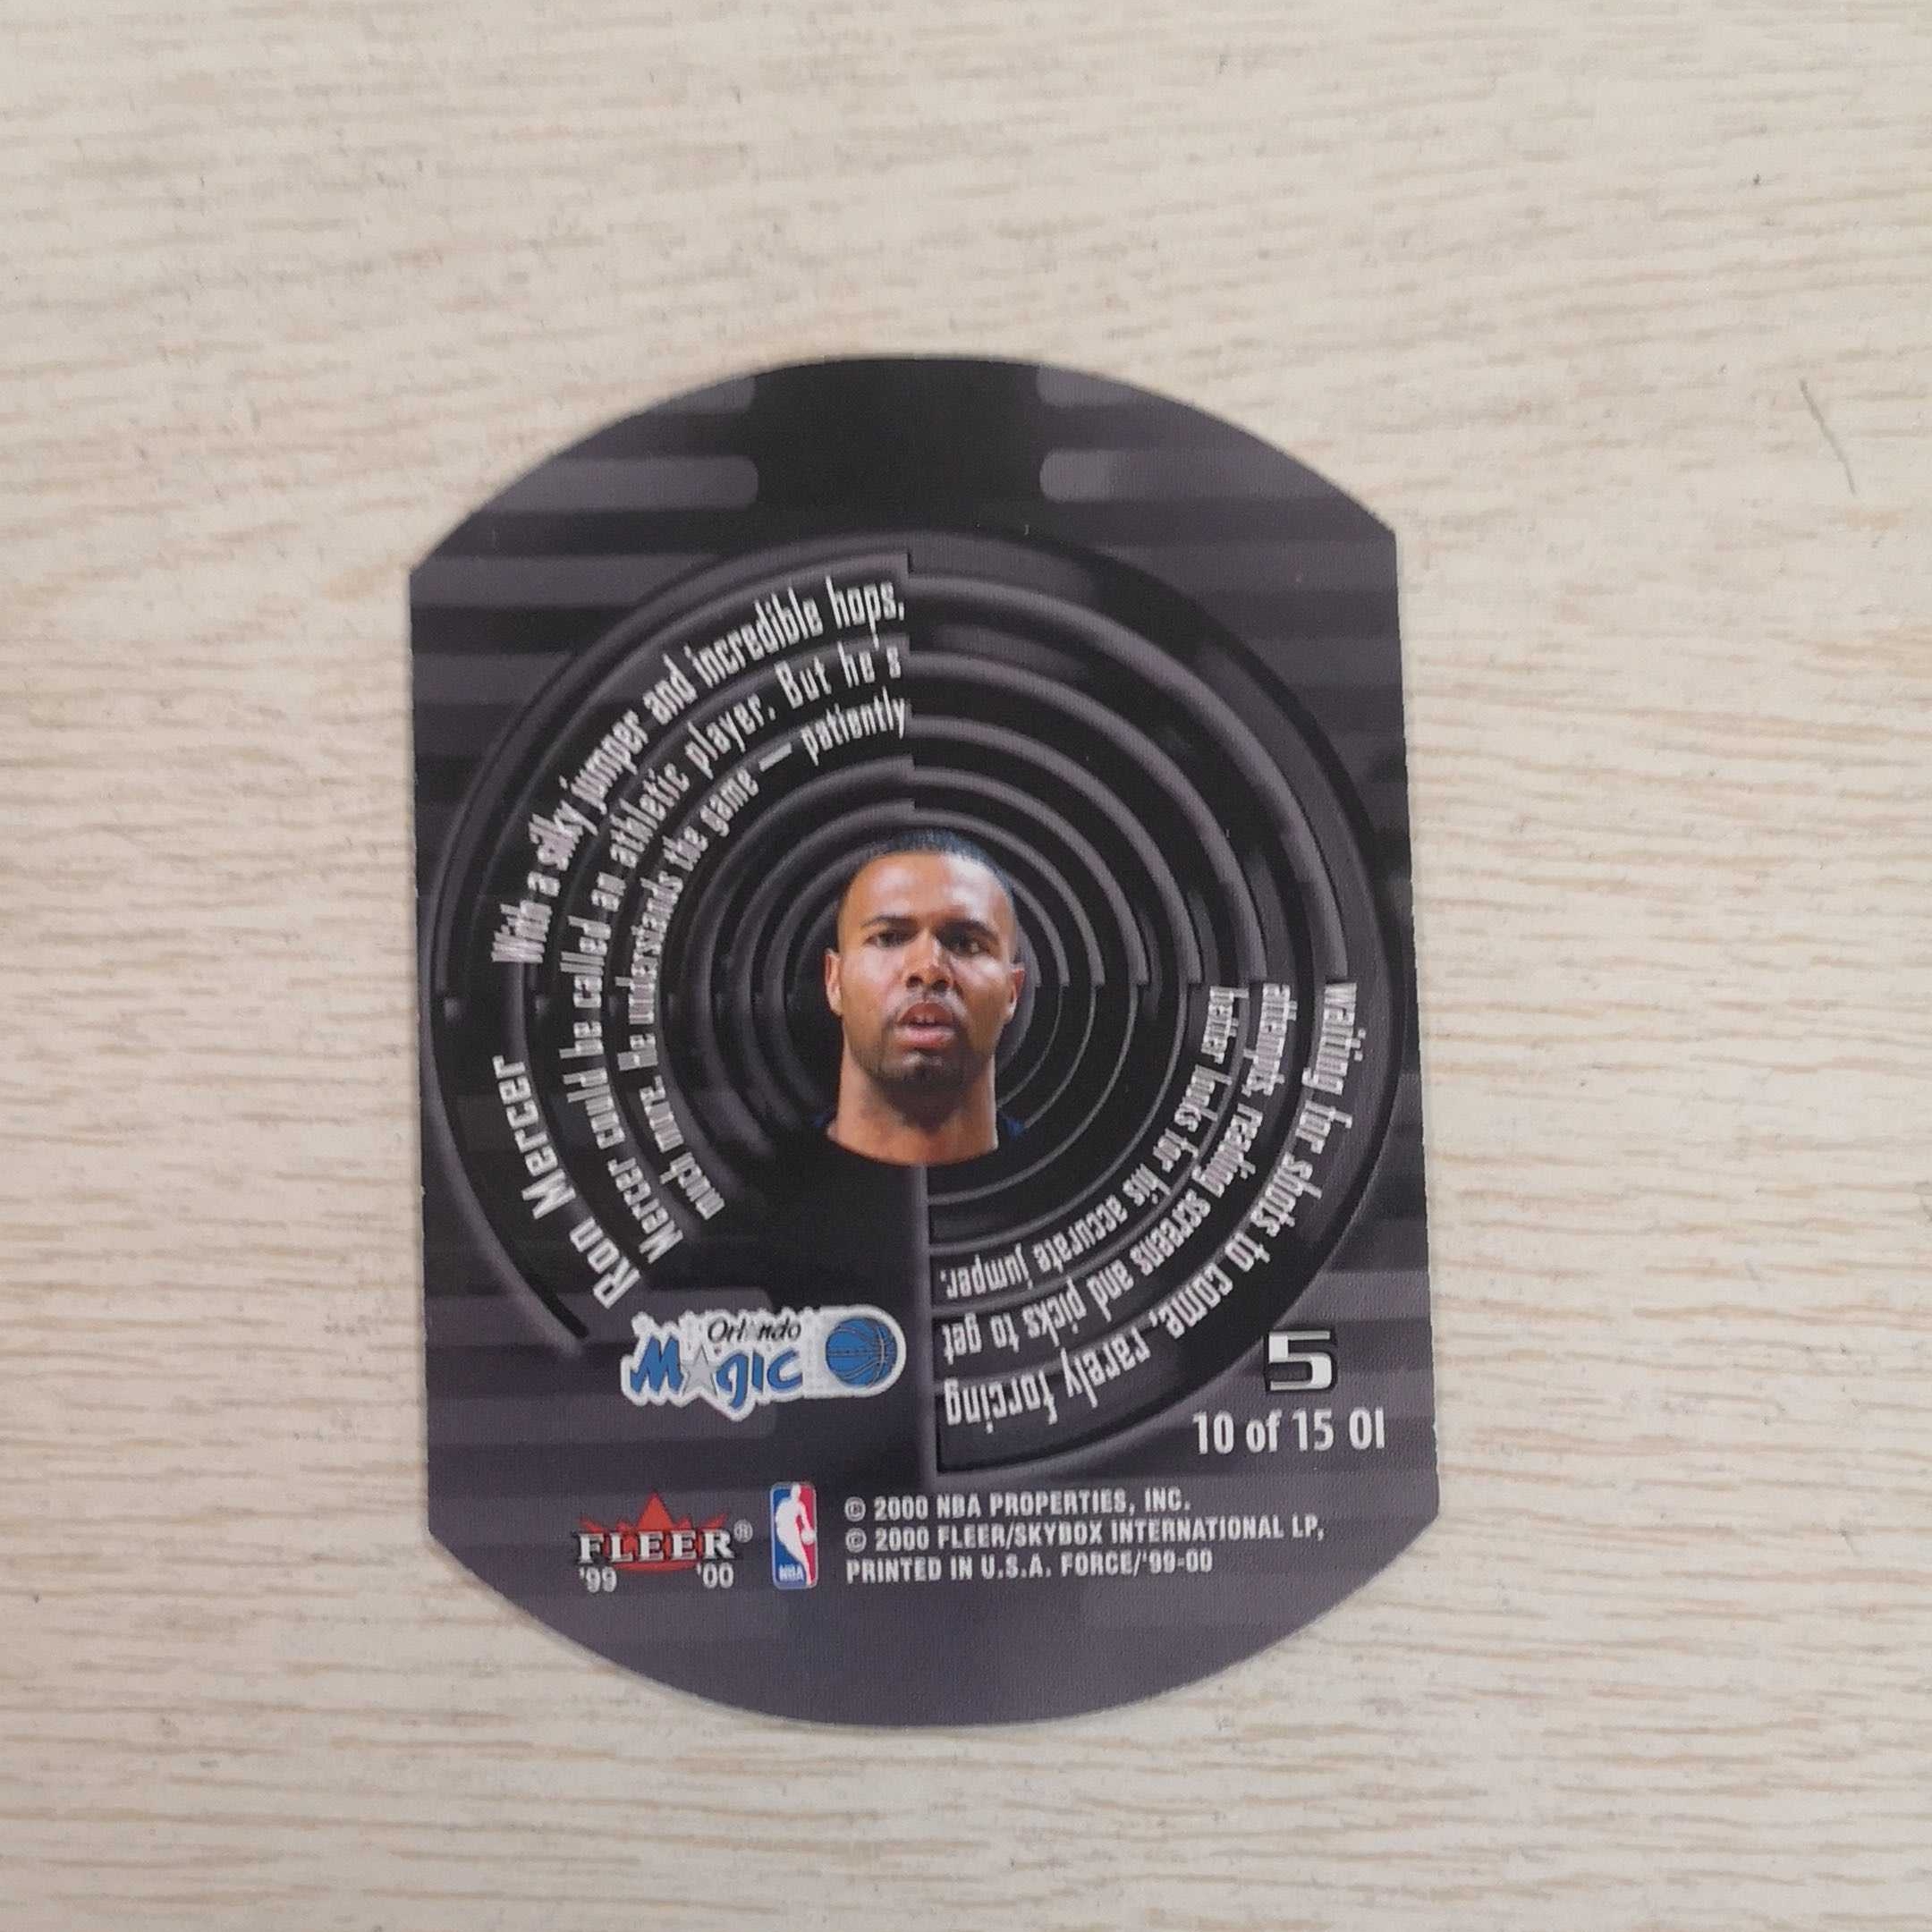 Ron Mercer
With a silky jumper and incredible hops,
Mercer could be called an athletic player. But he's
much more. He understands the game — patiently
waiting for shots to come, rarely forcing
attempts, reading screens and picks to get
better looks for his accurate jumper.
Orlando
Magic
5
10 of 15 OI
FLEER®
'99 '00
NBA
© 2000 NBA PROPERTIES, INC.
© 2000 FLEER/SKYBOX INTERNATIONAL LP,
PRINTED IN U.S.A. FORCE/'99-00